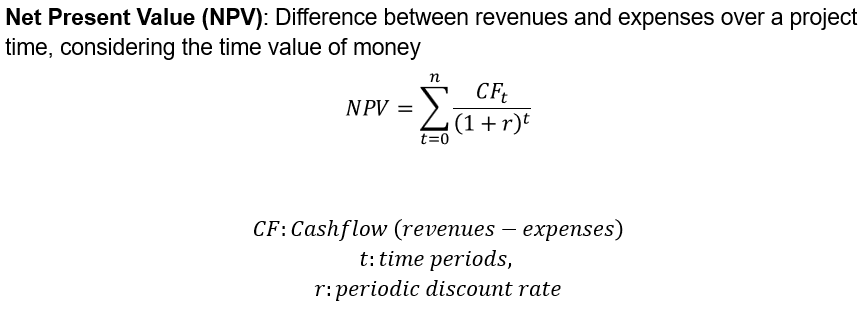 Net Present Value (NPV): Difference between revenues and expenses over a project
time, considering the time value of money
NPV = \sum_{t=0}^{n} \frac{CF_t}{(1 + r)^t}
CF: Cashflow (revenues − expenses)
t: time periods,
r: periodic discount rate